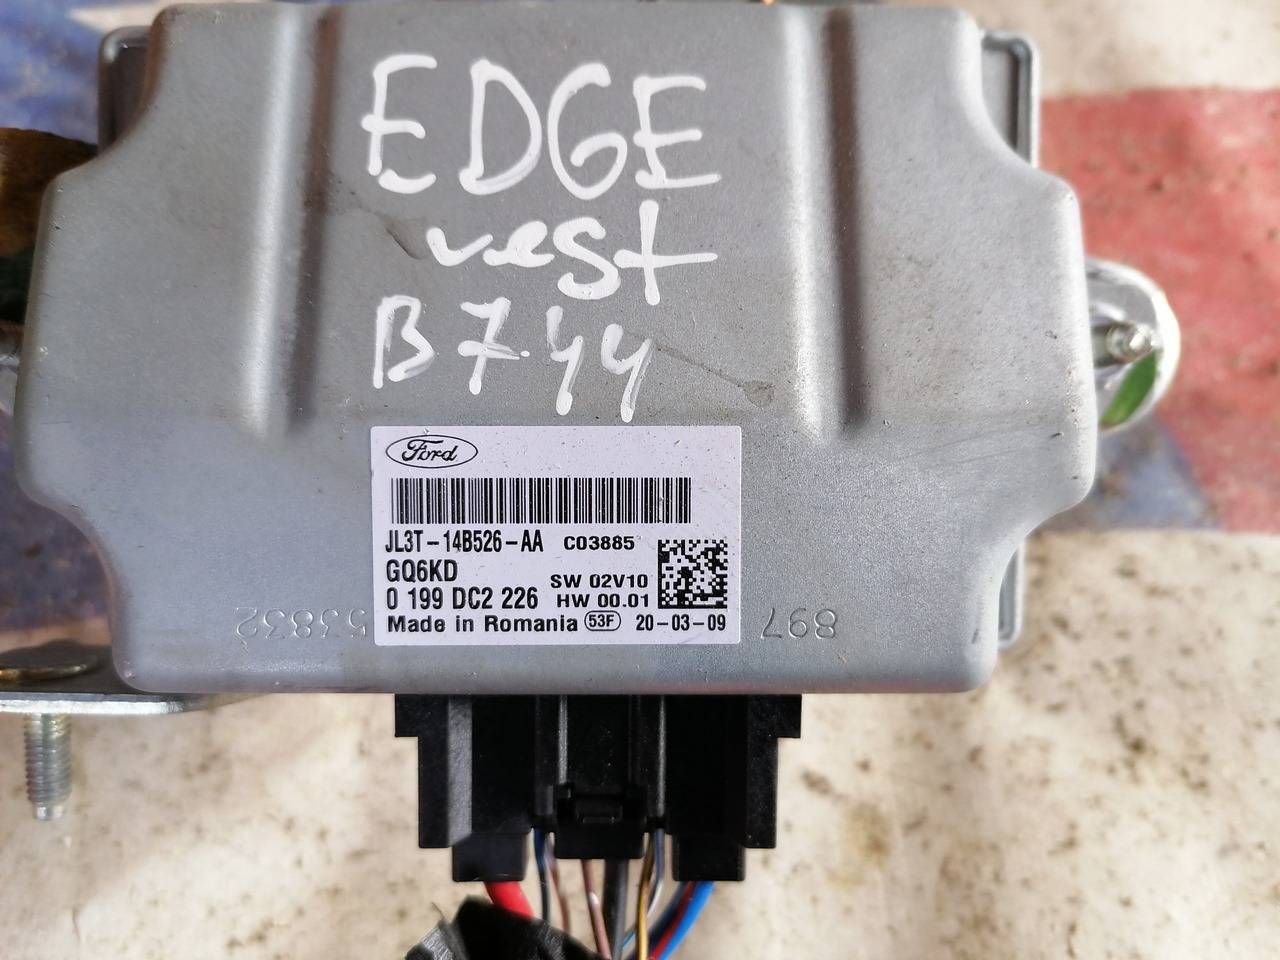 EDGE
vest
B7.44
Ford
JL3T-14B526-AA C03885
GQ6KD
SW 02V10
0 199 DC2 226 HW 00.01
Made in Romania 53F 20-03-09
53832
897